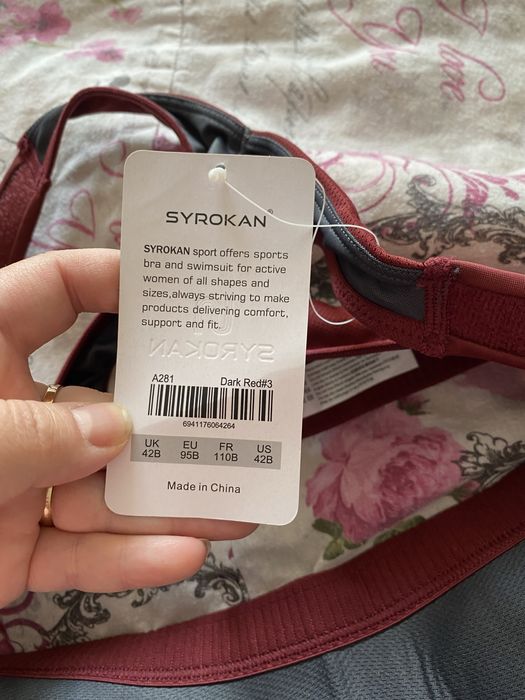 love
SYROKAN®
SYROKAN sport offers sports
bra and swimsuit for active
women of all shapes and
sizes,always striving to make
products delivering comfort,
support and fit.
SYROKAN
A281 Dark Red#3
6941176064264
UK EU FR US
42B 95B 110B 42B
Made in China